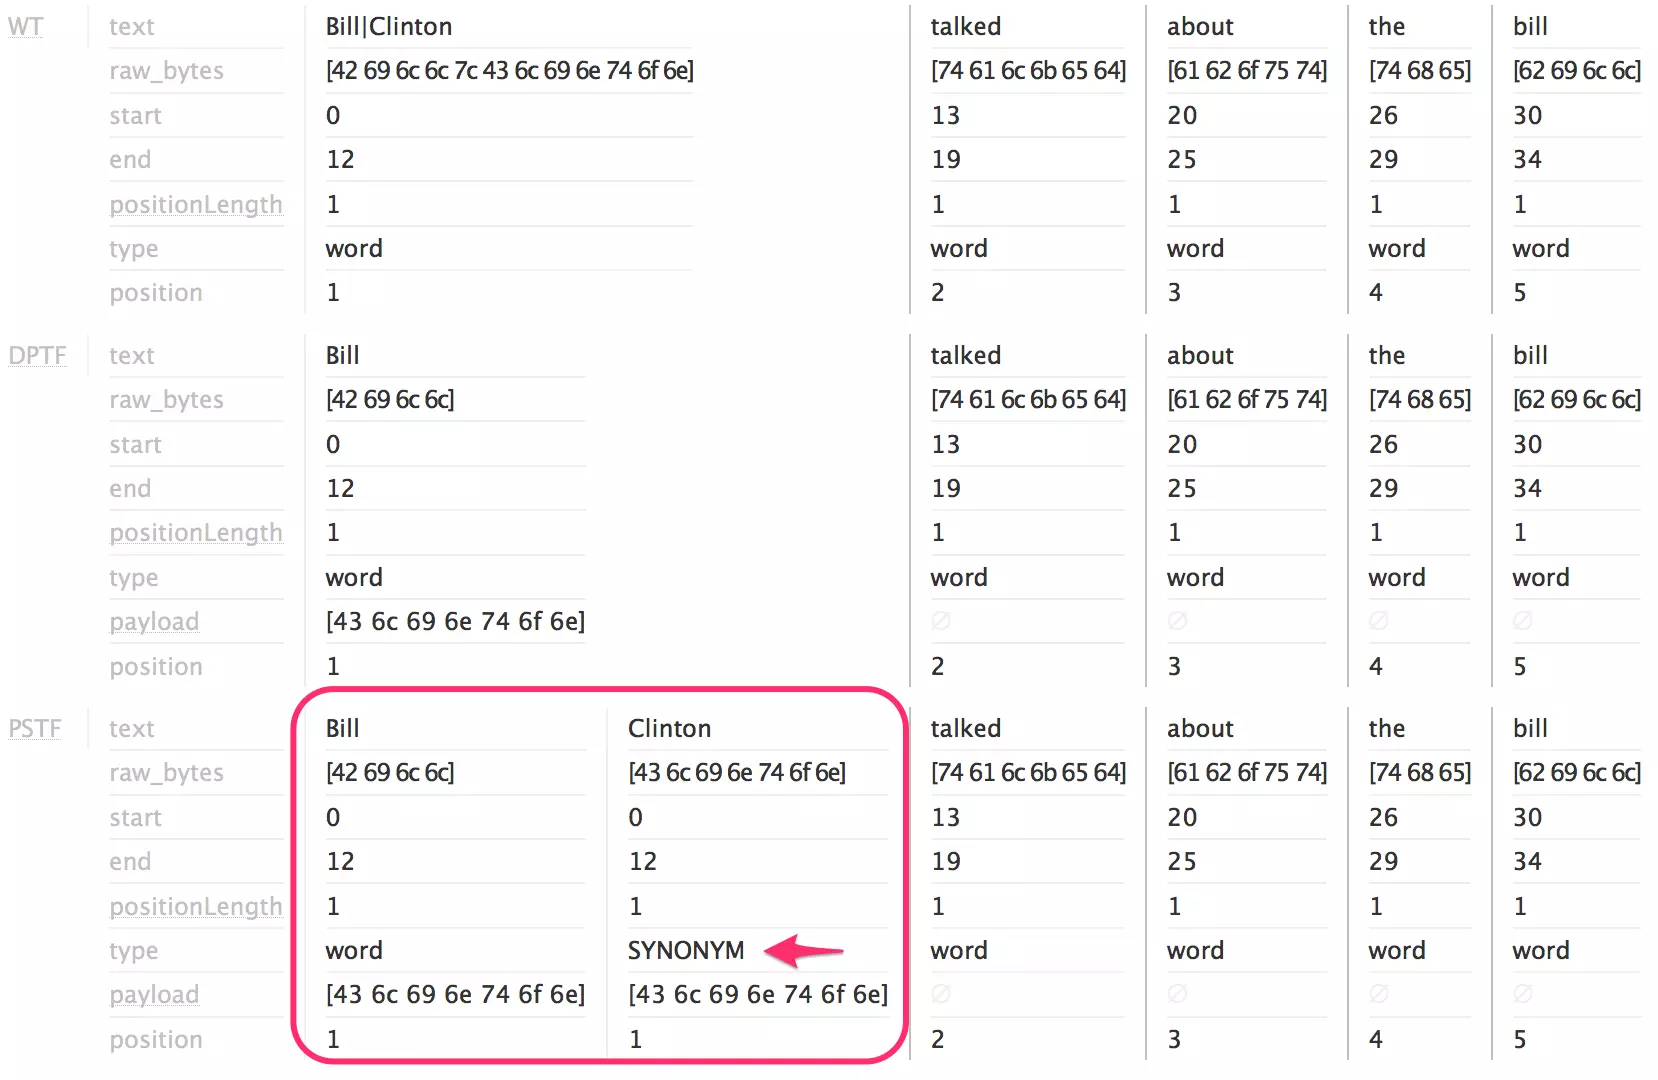 WT text Bill|Clinton talked about the bill
raw_bytes [42 69 6c 6c 7c 43 6c 69 6e 74 6f 6e] [74 61 6c 6b 65 64] [61 62 6f 75 74] [74 68 65] [62 69 6c 6c]
start 0 13 20 26 30
end 12 19 25 29 34
positionLength 1 1 1 1 1
type word word word word word
position 1 2 3 4 5
DPTF text Bill talked about the bill
raw_bytes [42 69 6c 6c] [74 61 6c 6b 65 64] [61 62 6f 75 74] [74 68 65] [62 69 6c 6c]
start 0 13 20 26 30
end 12 19 25 29 34
positionLength 1 1 1 1 1
type word word word word word
payload [43 6c 69 6e 74 6f 6e] ∅ ∅ ∅ ∅
position 1 2 3 4 5
PSTF text Bill Clinton talked about the bill
raw_bytes [42 69 6c 6c] [43 6c 69 6e 74 6f 6e] [74 61 6c 6b 65 64] [61 62 6f 75 74] [74 68 65] [62 69 6c 6c]
start 0 0 13 20 26 30
end 12 12 19 25 29 34
positionLength 1 1 1 1 1 1
type word SYNONYM word word word word
payload [43 6c 69 6e 74 6f 6e] [43 6c 69 6e 74 6f 6e] ∅ ∅ ∅ ∅
position 1 1 2 3 4 5